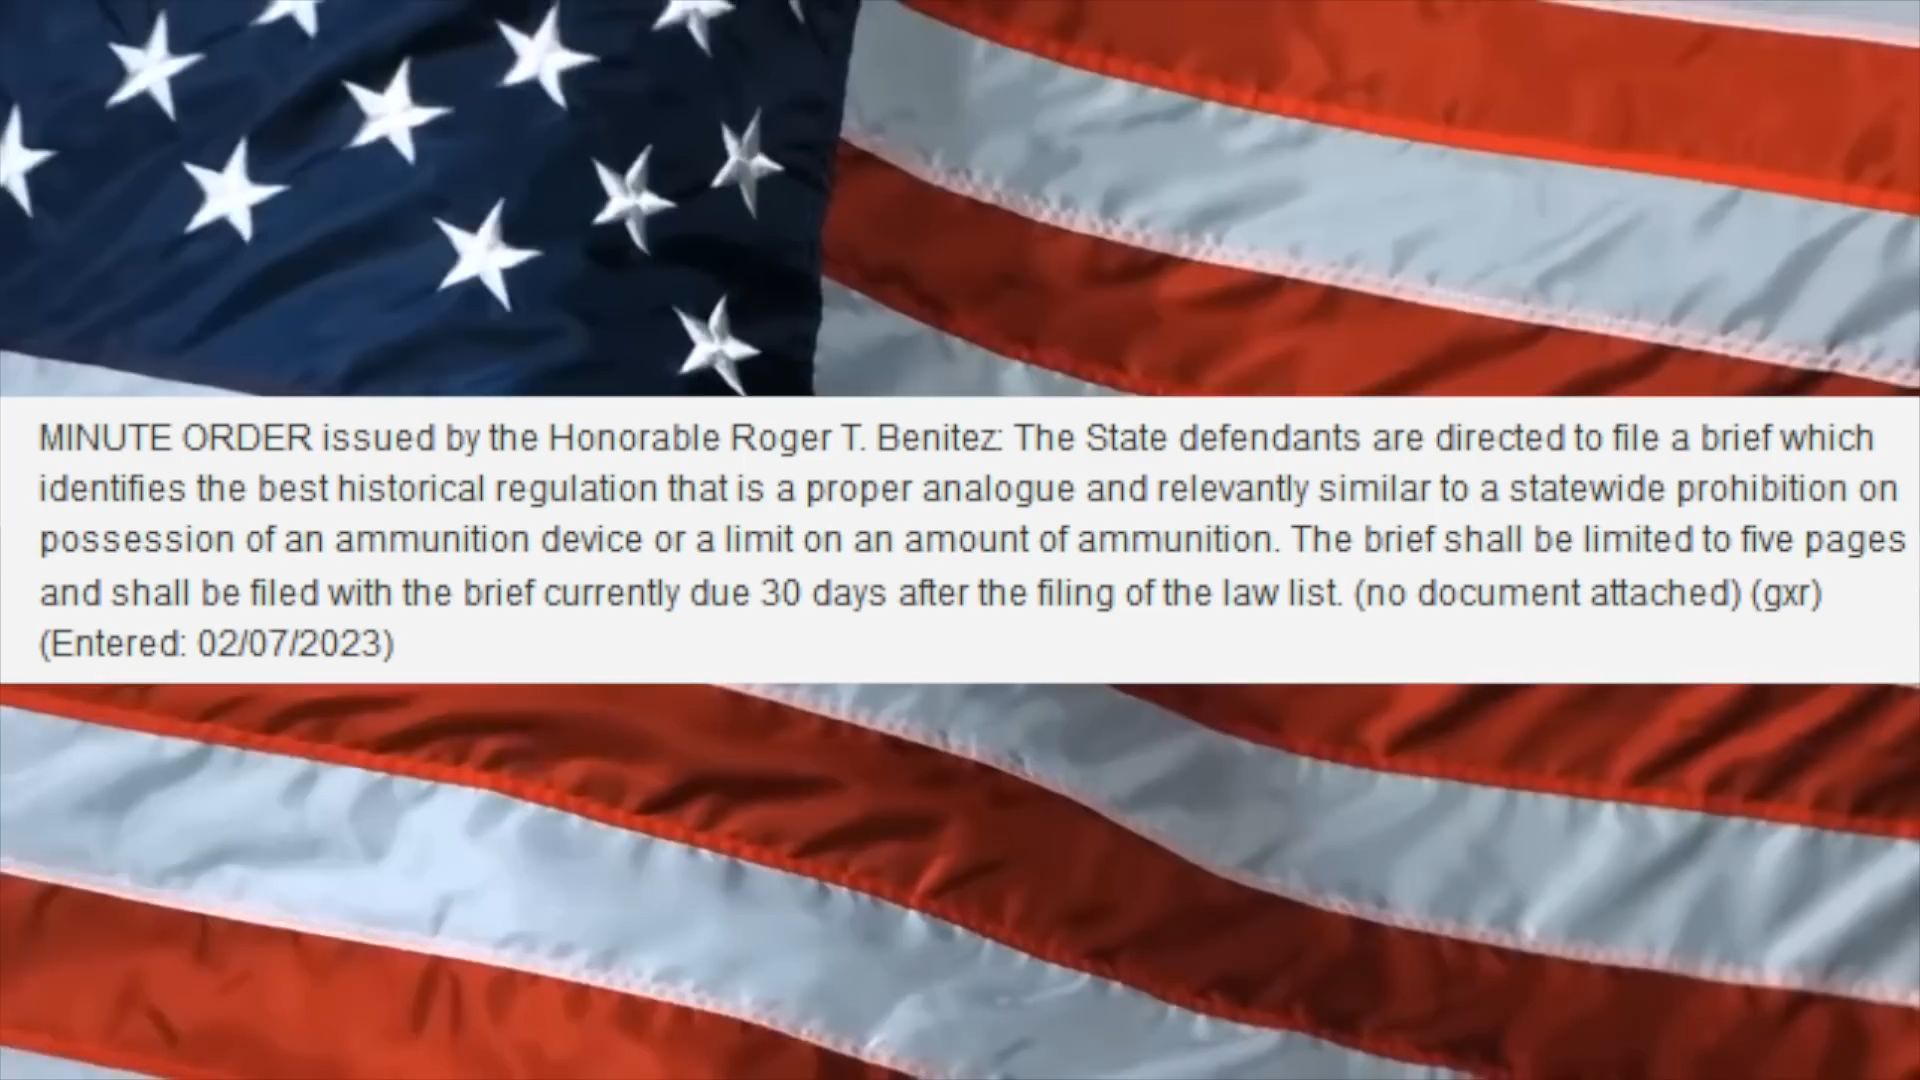 MINUTE ORDER issued by the Honorable Roger T. Benitez: The State defendants are directed to file a brief which
identifies the best historical regulation that is a proper analogue and relevantly similar to a statewide prohibition on
possession of an ammunition device or a limit on an amount of ammunition. The brief shall be limited to five pages
and shall be filed with the brief currently due 30 days after the filing of the law list. (no document attached) (gxr)
(Entered: 02/07/2023)